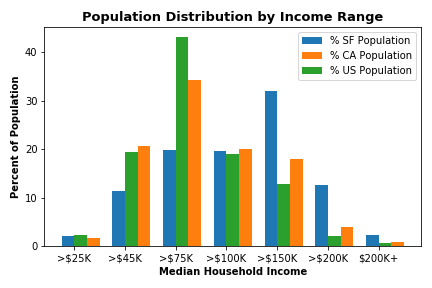 Population Distribution by Income Range
% SF Population
% CA Population
% US Population
Percent of Population
40
30
20
10
0
>$25K >$45K >$75K >$100K >$150K >$200K $200K+
Median Household Income